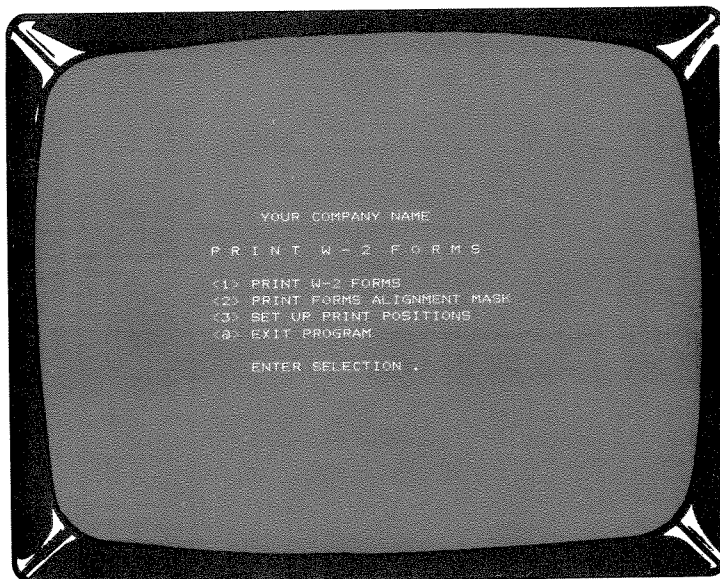 YOUR COMPANY NAME
P R I N T W - 2 F O R M S
<1> PRINT W-2 FORMS
<2> PRINT FORMS ALIGNMENT MASK
<3> SET UP PRINT POSITIONS
<@> EXIT PROGRAM
ENTER SELECTION .